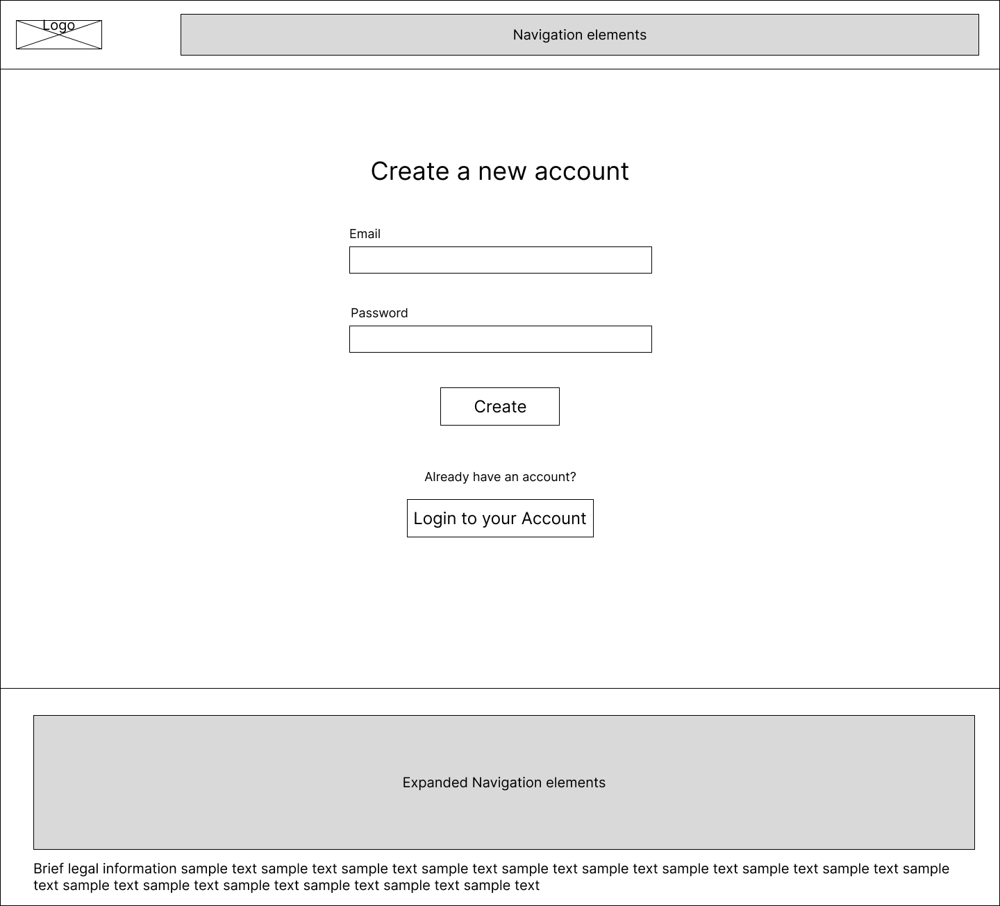 Logo
Navigation elements
Create a new account
Email
Password
Create
Already have an account?
Login to your Account
Expanded Navigation elements
Brief legal information sample text sample text sample text sample text sample text sample text sample text sample text sample text sample
text sample text sample text sample text sample text sample text sample text